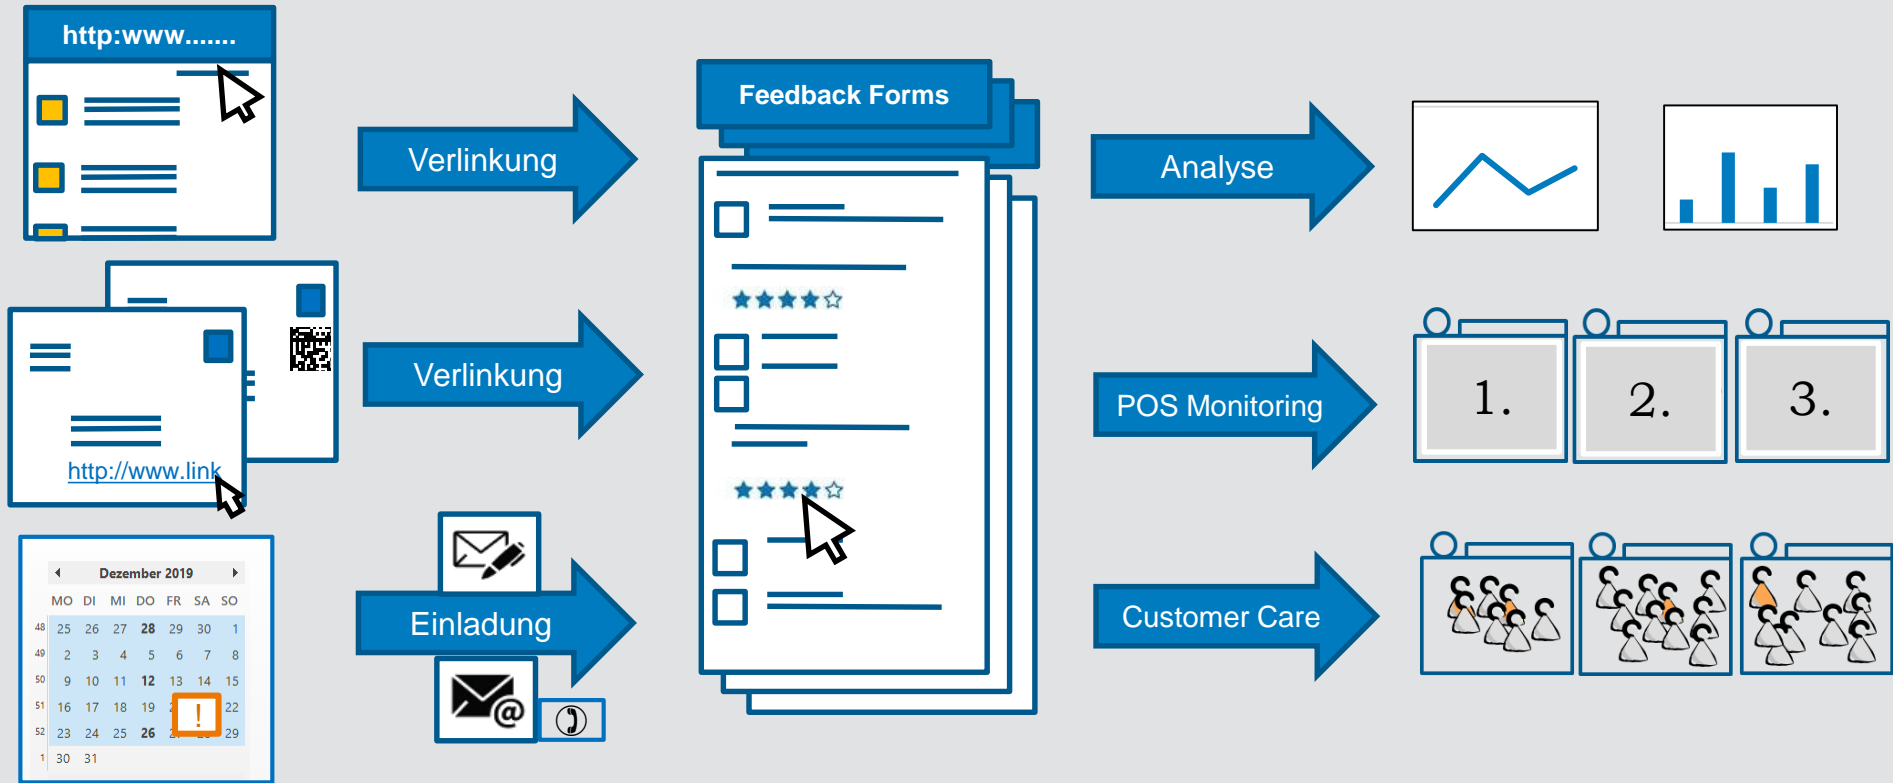 http:www.......
Feedback Forms
Verlinkung
Analyse
Verlinkung
http://www.link
POS Monitoring
1.
2.
3.
Dezember 2019
MO DI MI DO FR SA SO
48 25 26 27 28 29 30 1
49 2 3 4 5 6 7 8
50 9 10 11 12 13 14 15
51 16 17 18 19 ! 22
52 23 24 25 26 29
1 30 31
Einladung
@
Customer Care